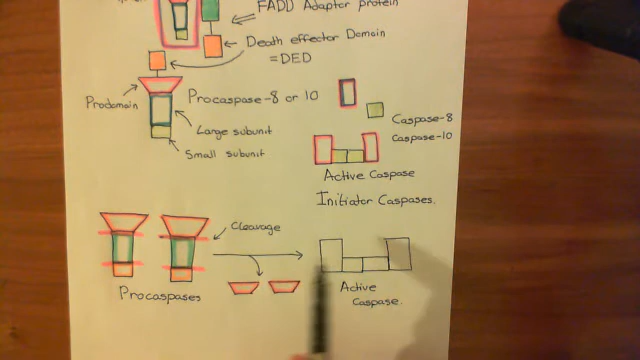 FADD Adaptor protein
Death effector Domain
= DED
Prodomain
Procaspase-8 or 10
Large subunit
Small subunit
Caspase-8
Caspase-10
Active Caspase
Initiator Caspases.
Cleavage
Procaspases
Active
Caspase.